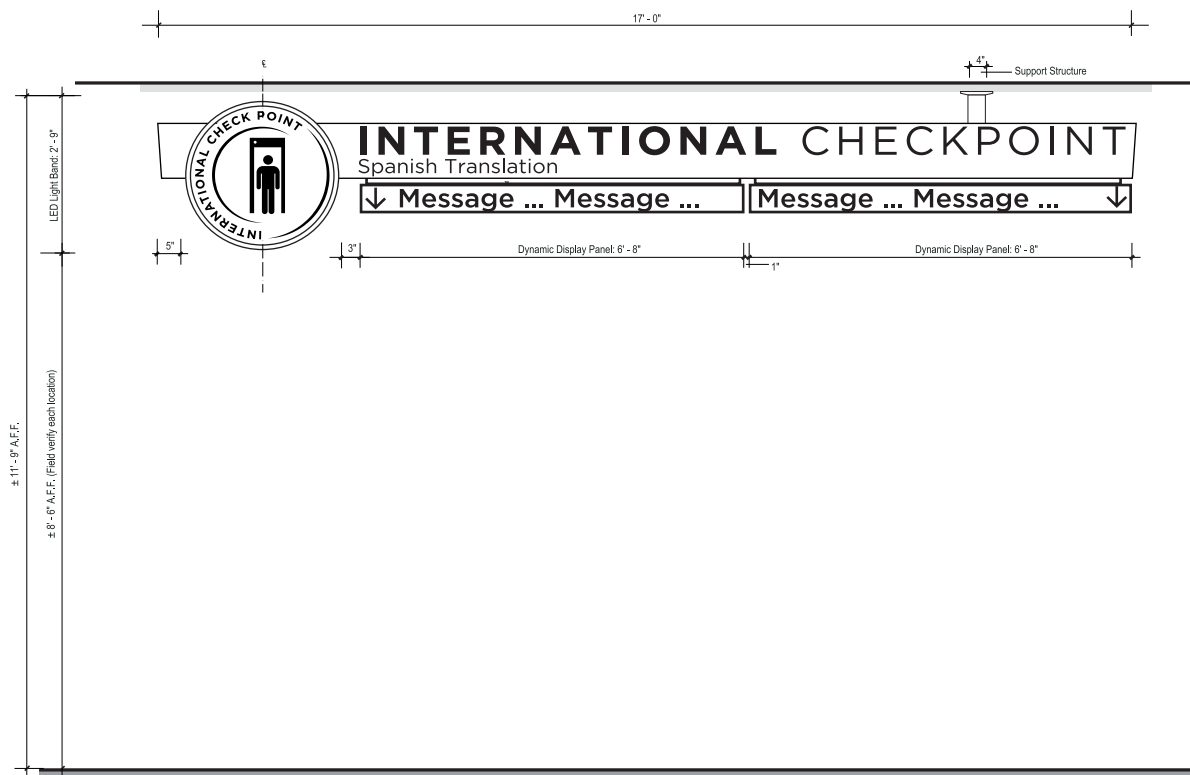 17' - 0"
℄
4"
Support Structure
LED Light Band: 2' - 9"
INTERNATIONAL CHECK POINT
INTERNATIONAL CHECKPOINT
Spanish Translation
↓ Message ... Message ...
Message ... Message ... ↓
5"
3"
Dynamic Display Panel: 6' - 8"
1"
Dynamic Display Panel: 6' - 8"
± 11' - 9" A.F.F.
± 8' - 6" A.F.F. (Field verify each location)